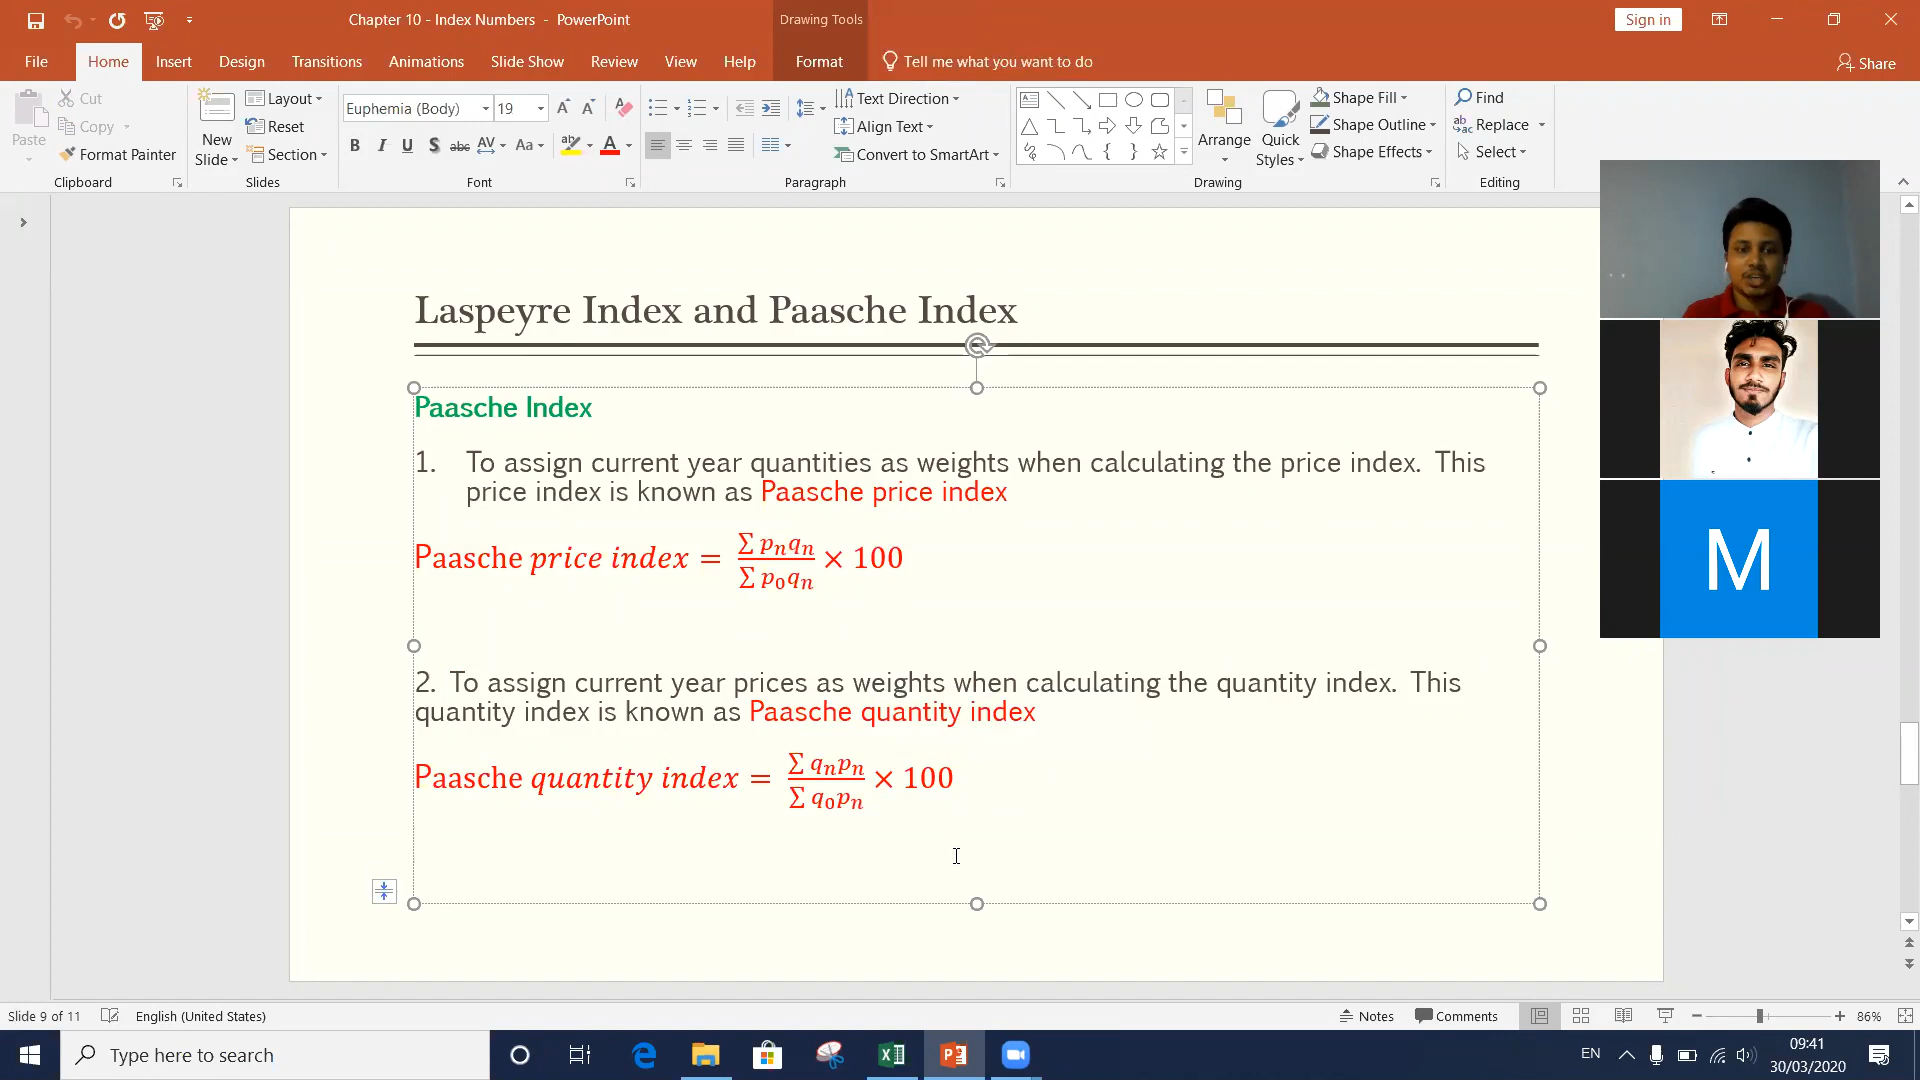 Chapter 10 - Index Numbers - PowerPoint
Drawing Tools
Sign in
File
Home
Insert
Design
Transitions
Animations
Slide Show
Review
View
Help
Format
Tell me what you want to do
Share
Paste
Cut
Copy
Format Painter
Clipboard
New Slide
Layout
Reset
Section
Slides
Euphemia (Body)
19
B I U S abc AV Aa A
Font
Text Direction
Align Text
Convert to SmartArt
Paragraph
Arrange
Quick Styles
Shape Fill
Shape Outline
Shape Effects
Drawing
Find
Replace
Select
Editing
Laspeyre Index and Paasche Index
Paasche Index
1. To assign current year quantities as weights when calculating the price index. This
price index is known as Paasche price index
Paasche price index = ∑ pₙqₙ / ∑ p₀qₙ × 100
2. To assign current year prices as weights when calculating the quantity index. This
quantity index is known as Paasche quantity index
Paasche quantity index = ∑ qₙpₙ / ∑ q₀pₙ × 100
M
Slide 9 of 11
English (United States)
Notes
Comments
86%
Type here to search
EN
09:41
30/03/2020